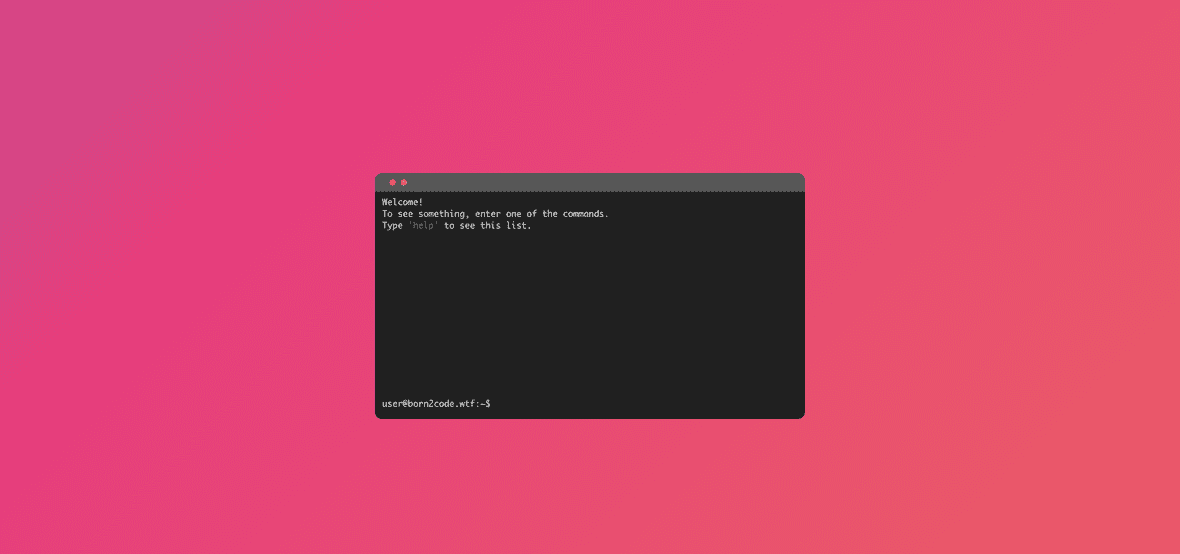 Welcome!
To see something, enter one of the commands.
Type 'help' to see this list.
user@born2code.wtf:~$